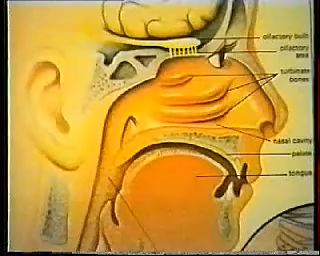 olfactory bulb
olfactory
area
turbinate
bones
nasal cavity
palate
tongue